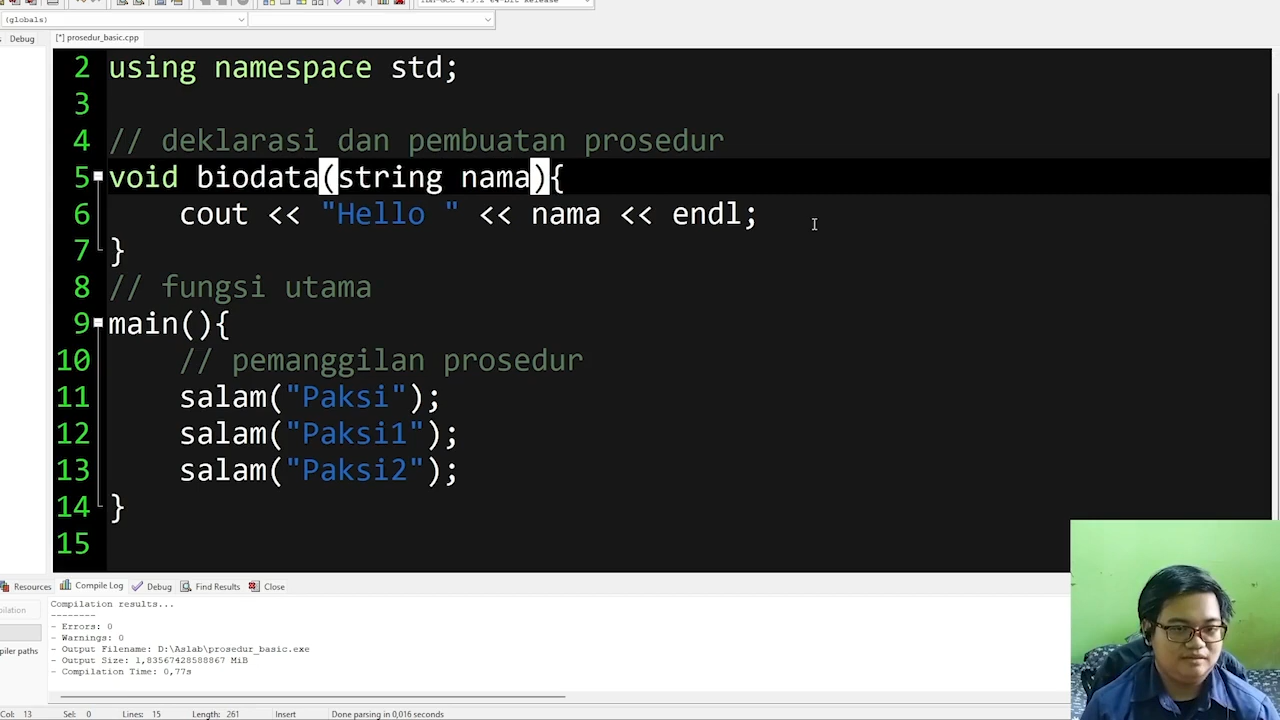 (globals)
Debug
[*] prosedur_basic.cpp
2 using namespace std;
3
4 // deklarasi dan pembuatan prosedur
5 void biodata(string nama){
6 cout << "Hello " << nama << endl;
7 }
8 // fungsi utama
9 main(){
10 // pemanggilan prosedur
11 salam("Paksi");
12 salam("Paksi1");
13 salam("Paksi2");
14 }
15
Resources Compile Log Debug Find Results Close
Compilation results...
--------
- Errors: 0
- Warnings: 0
- Output Filename: D:\Aslab\prosedur_basic.exe
- Output Size: 1,83567428588867 MiB
- Compilation Time: 0,77s
Col: 13 Sel: 0 Lines: 15 Length: 261 Insert Done parsing in 0,016 seconds